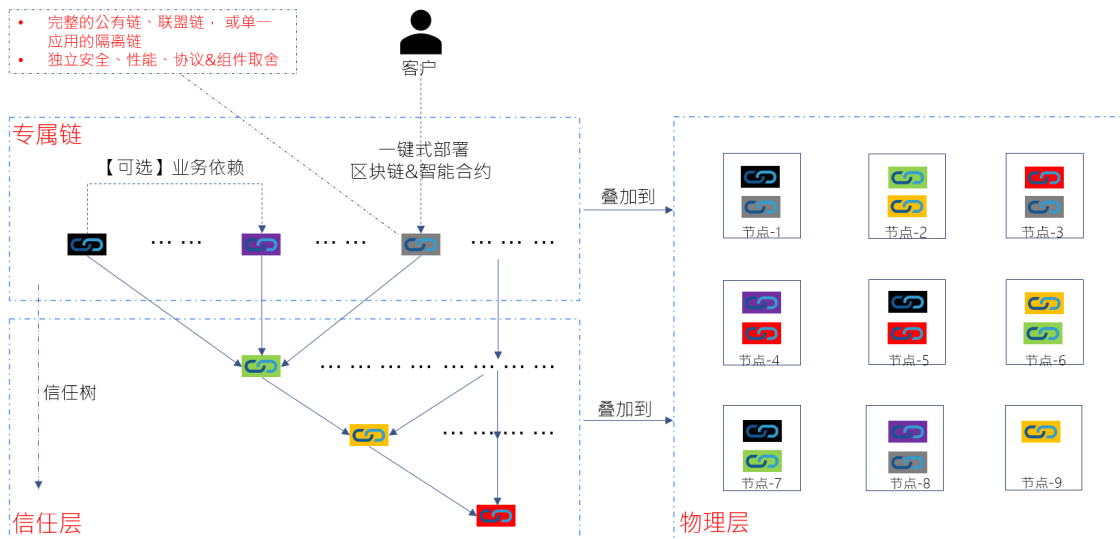 • 完整的公有链、联盟链，或单一
应用的隔离链
• 独立安全、性能、协议&组件取舍
客户
专属链
【可选】业务依赖
一键式部署
区块链&智能合约
... ...
... ...
... ... ...
叠加到
信任树
... ... ... ... ... ...
... ... ... ...
叠加到
信任层
节点-1
节点-2
节点-3
节点-4
节点-5
节点-6
节点-7
节点-8
节点-9
物理层